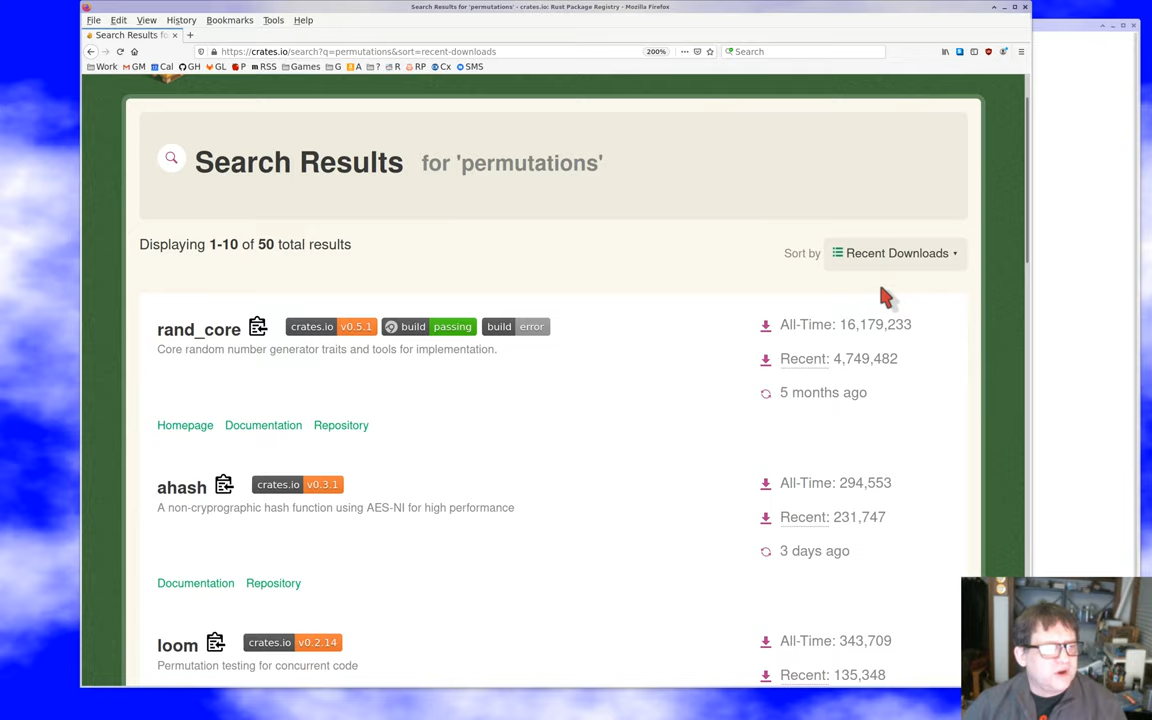 Search Results for 'permutations' - crates.io: Rust Package Registry - Mozilla Firefox
File Edit View History Bookmarks Tools Help
Search Results fo × +
https://crates.io/search?q=permutations&sort=recent-downloads 200% Search
Work GM Cal GH GL P RSS Games G A ? R RP Cx SMS
Search Results for 'permutations'
Displaying 1-10 of 50 total results
Sort by Recent Downloads
rand_core crates.io v0.5.1 build passing build error
Core random number generator traits and tools for implementation.
All-Time: 16,179,233
Recent: 4,749,482
5 months ago
Homepage Documentation Repository
ahash crates.io v0.3.1
A non-cryprographic hash function using AES-NI for high performance
All-Time: 294,553
Recent: 231,747
3 days ago
Documentation Repository
loom crates.io v0.2.14
Permutation testing for concurrent code
All-Time: 343,709
Recent: 135,348